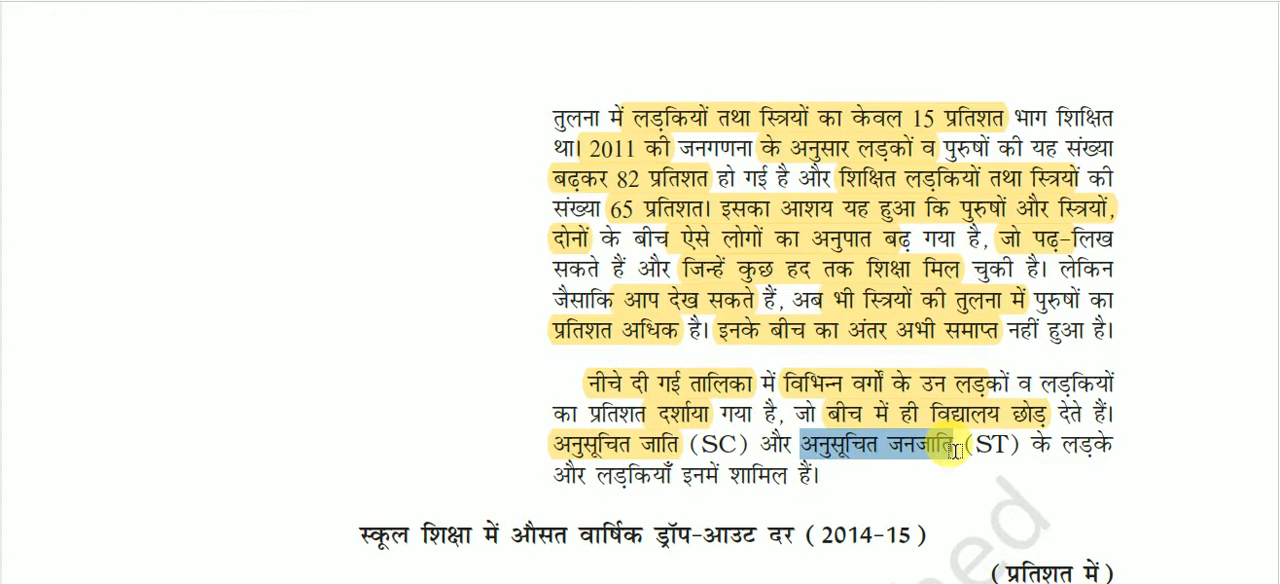 तुलना में लड़कियों तथा स्त्रियों का केवल 15 प्रतिशत भाग शिक्षित
था। 2011 की जनगणना के अनुसार लड़कों व पुरुषों की यह संख्या
बढ़कर 82 प्रतिशत हो गई है और शिक्षित लड़कियों तथा स्त्रियों की
संख्या 65 प्रतिशत। इसका आशय यह हुआ कि पुरुषों और स्त्रियों,
दोनों के बीच ऐसे लोगों का अनुपात बढ़ गया है, जो पढ़-लिख
सकते हैं और जिन्हें कुछ हद तक शिक्षा मिल चुकी है। लेकिन
जैसाकि आप देख सकते हैं, अब भी स्त्रियों की तुलना में पुरुषों का
प्रतिशत अधिक है। इनके बीच का अंतर अभी समाप्त नहीं हुआ है।
नीचे दी गई तालिका में विभिन्न वर्गों के उन लड़कों व लड़कियों
का प्रतिशत दर्शाया गया है, जो बीच में ही विद्यालय छोड़ देते हैं।
अनुसूचित जाति (SC) और अनुसूचित जनजाति (ST) के लड़के
और लड़कियाँ इनमें शामिल हैं।
स्कूल शिक्षा में औसत वार्षिक ड्रॉप-आउट दर (2014-15)
(प्रतिशत में)